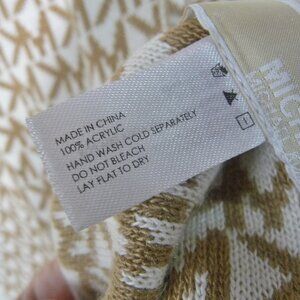 MADE IN CHINA
100% ACRYLIC
HAND WASH COLD SEPARATELY
DO NOT BLEACH
LAY FLAT TO DRY